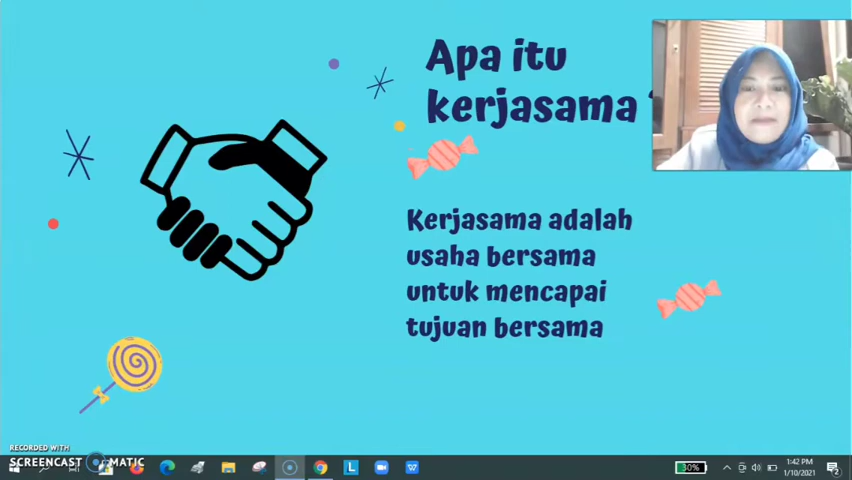 Apa itu
kerjasama
Kerjasama adalah
usaha bersama
untuk mencapai
tujuan bersama
RECORDED WITH
SCREENCAST MATIC
30%
1:42 PM
1/10/2021
2